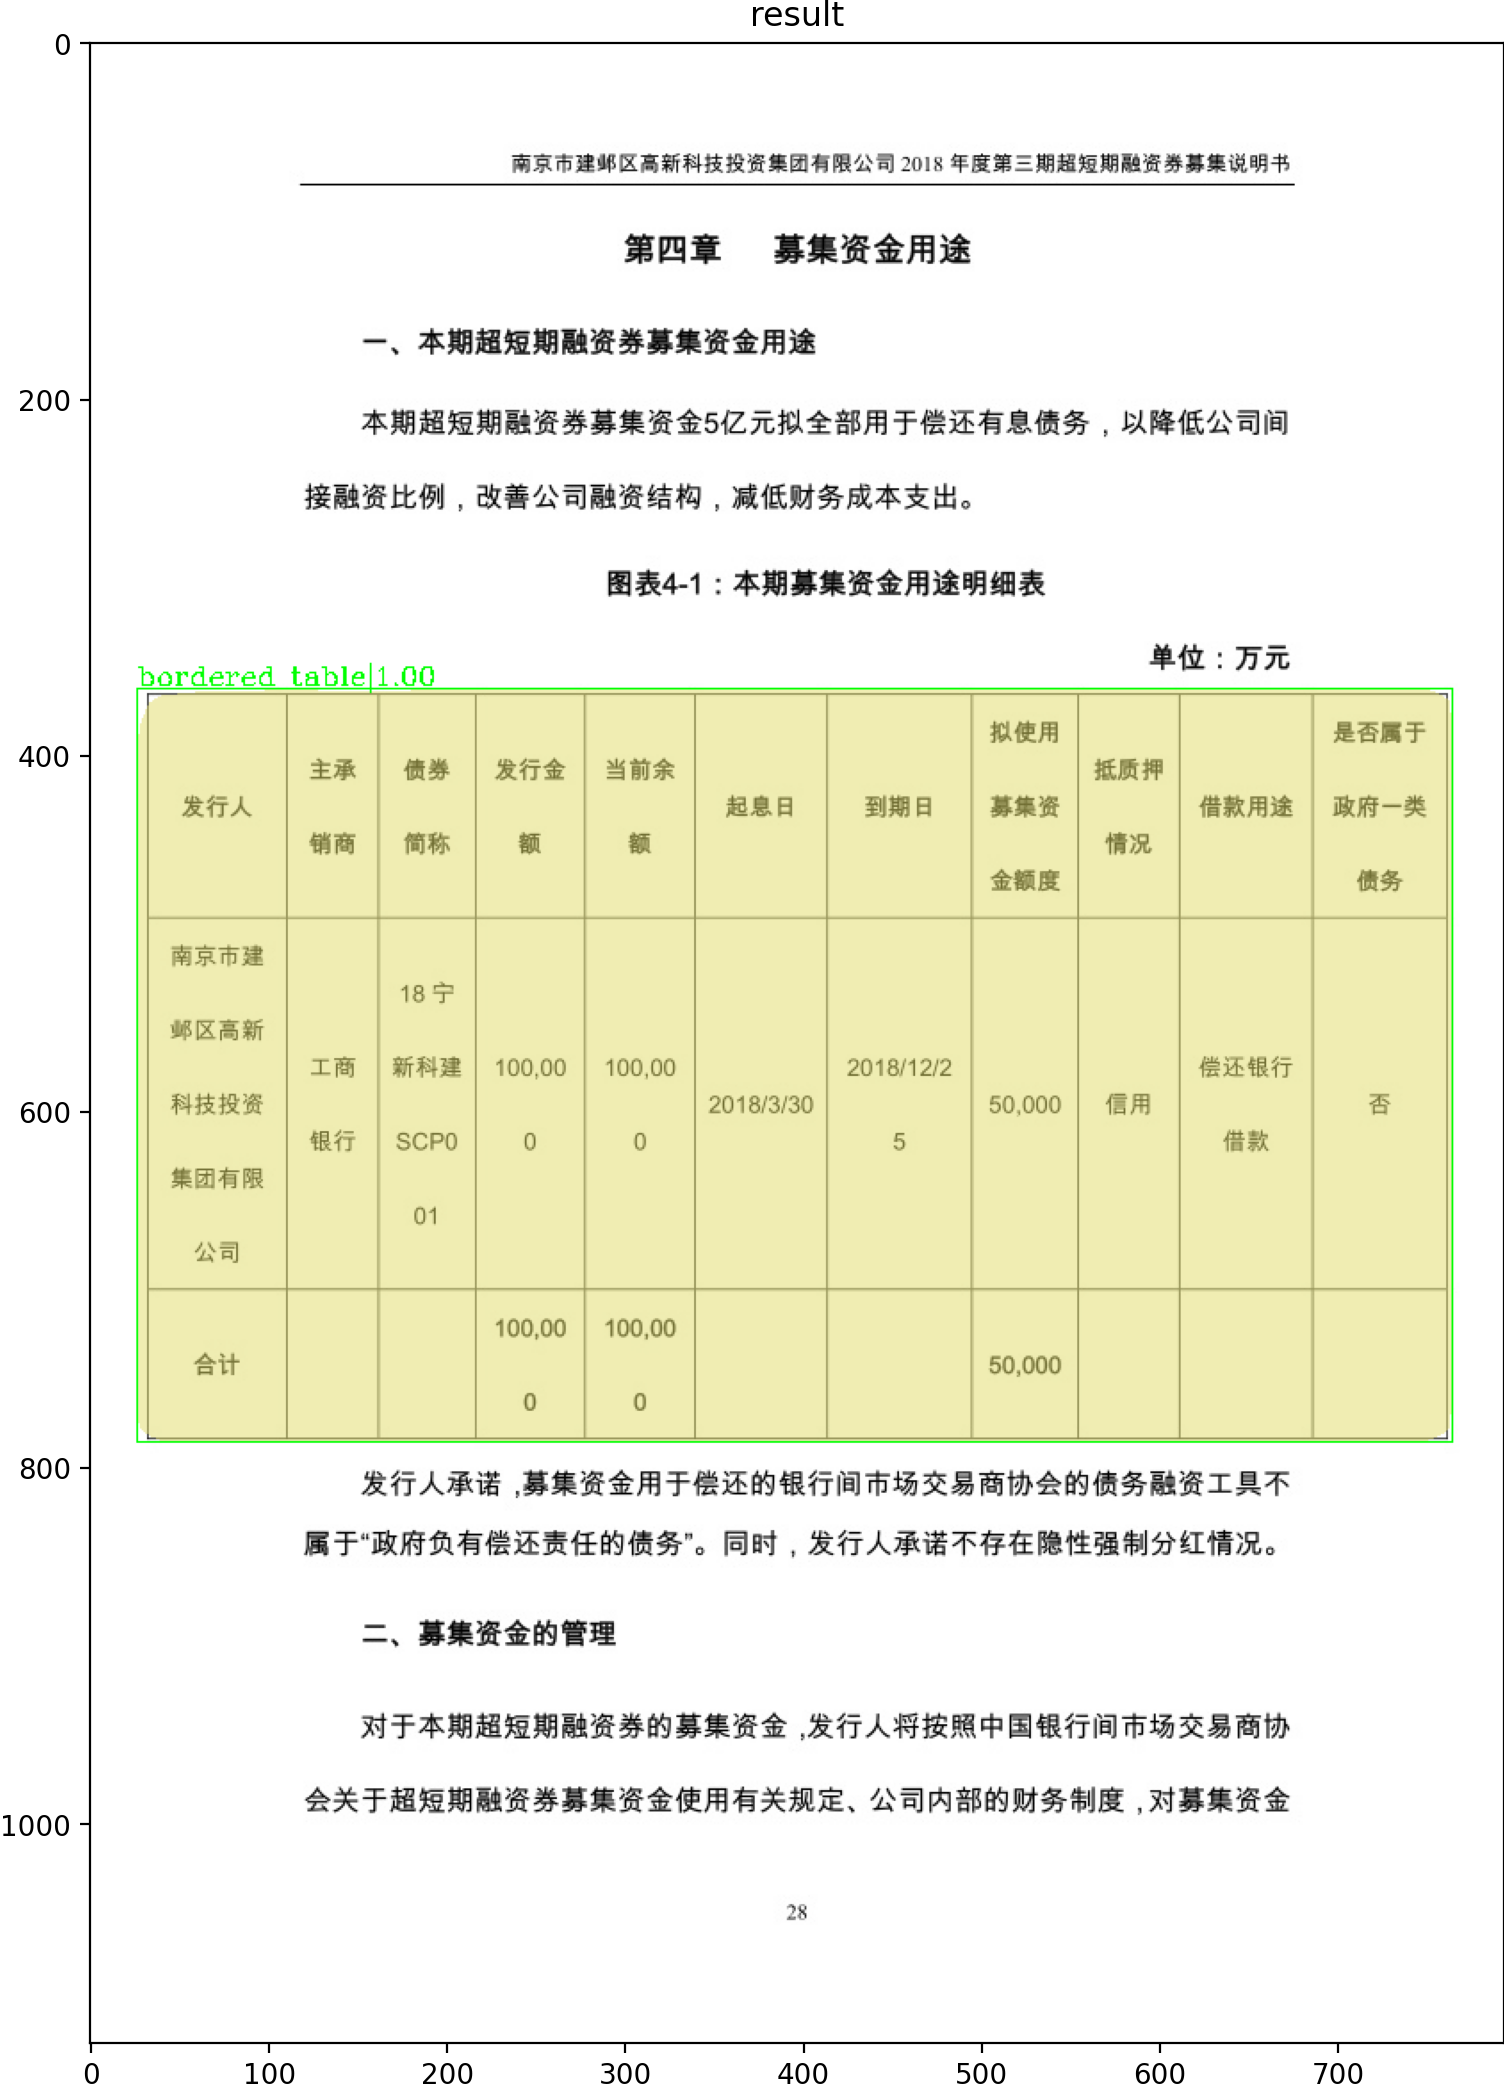 result
南京市建邺区高新科技投资集团有限公司 2018 年度第三期超短期融资券募集说明书
第四章 募集资金用途
一、本期超短期融资券募集资金用途
本期超短期融资券募集资金5亿元拟全部用于偿还有息债务，以降低公司间
接融资比例，改善公司融资结构，减低财务成本支出。
图表4-1：本期募集资金用途明细表
单位：万元
bordered_table|1.00
发行人
主承
销商
债券
简称
发行金
额
当前余
额
起息日
到期日
拟使用
募集资
金额度
抵质押
情况
借款用途
是否属于
政府一类
债务
南京市建
邺区高新
科技投资
集团有限
公司
工商
银行
18 宁
新科建
SCP0
01
100,00
0
100,00
0
2018/3/30
2018/12/2
5
50,000
信用
偿还银行
借款
否
合计
100,00
0
100,00
0
50,000
发行人承诺,募集资金用于偿还的银行间市场交易商协会的债务融资工具不
属于“政府负有偿还责任的债务”。同时，发行人承诺不存在隐性强制分红情况。
二、募集资金的管理
对于本期超短期融资券的募集资金,发行人将按照中国银行间市场交易商协
会关于超短期融资券募集资金使用有关规定、公司内部的财务制度,对募集资金
28
0
200
400
600
800
1000
0 100 200 300 400 500 600 700